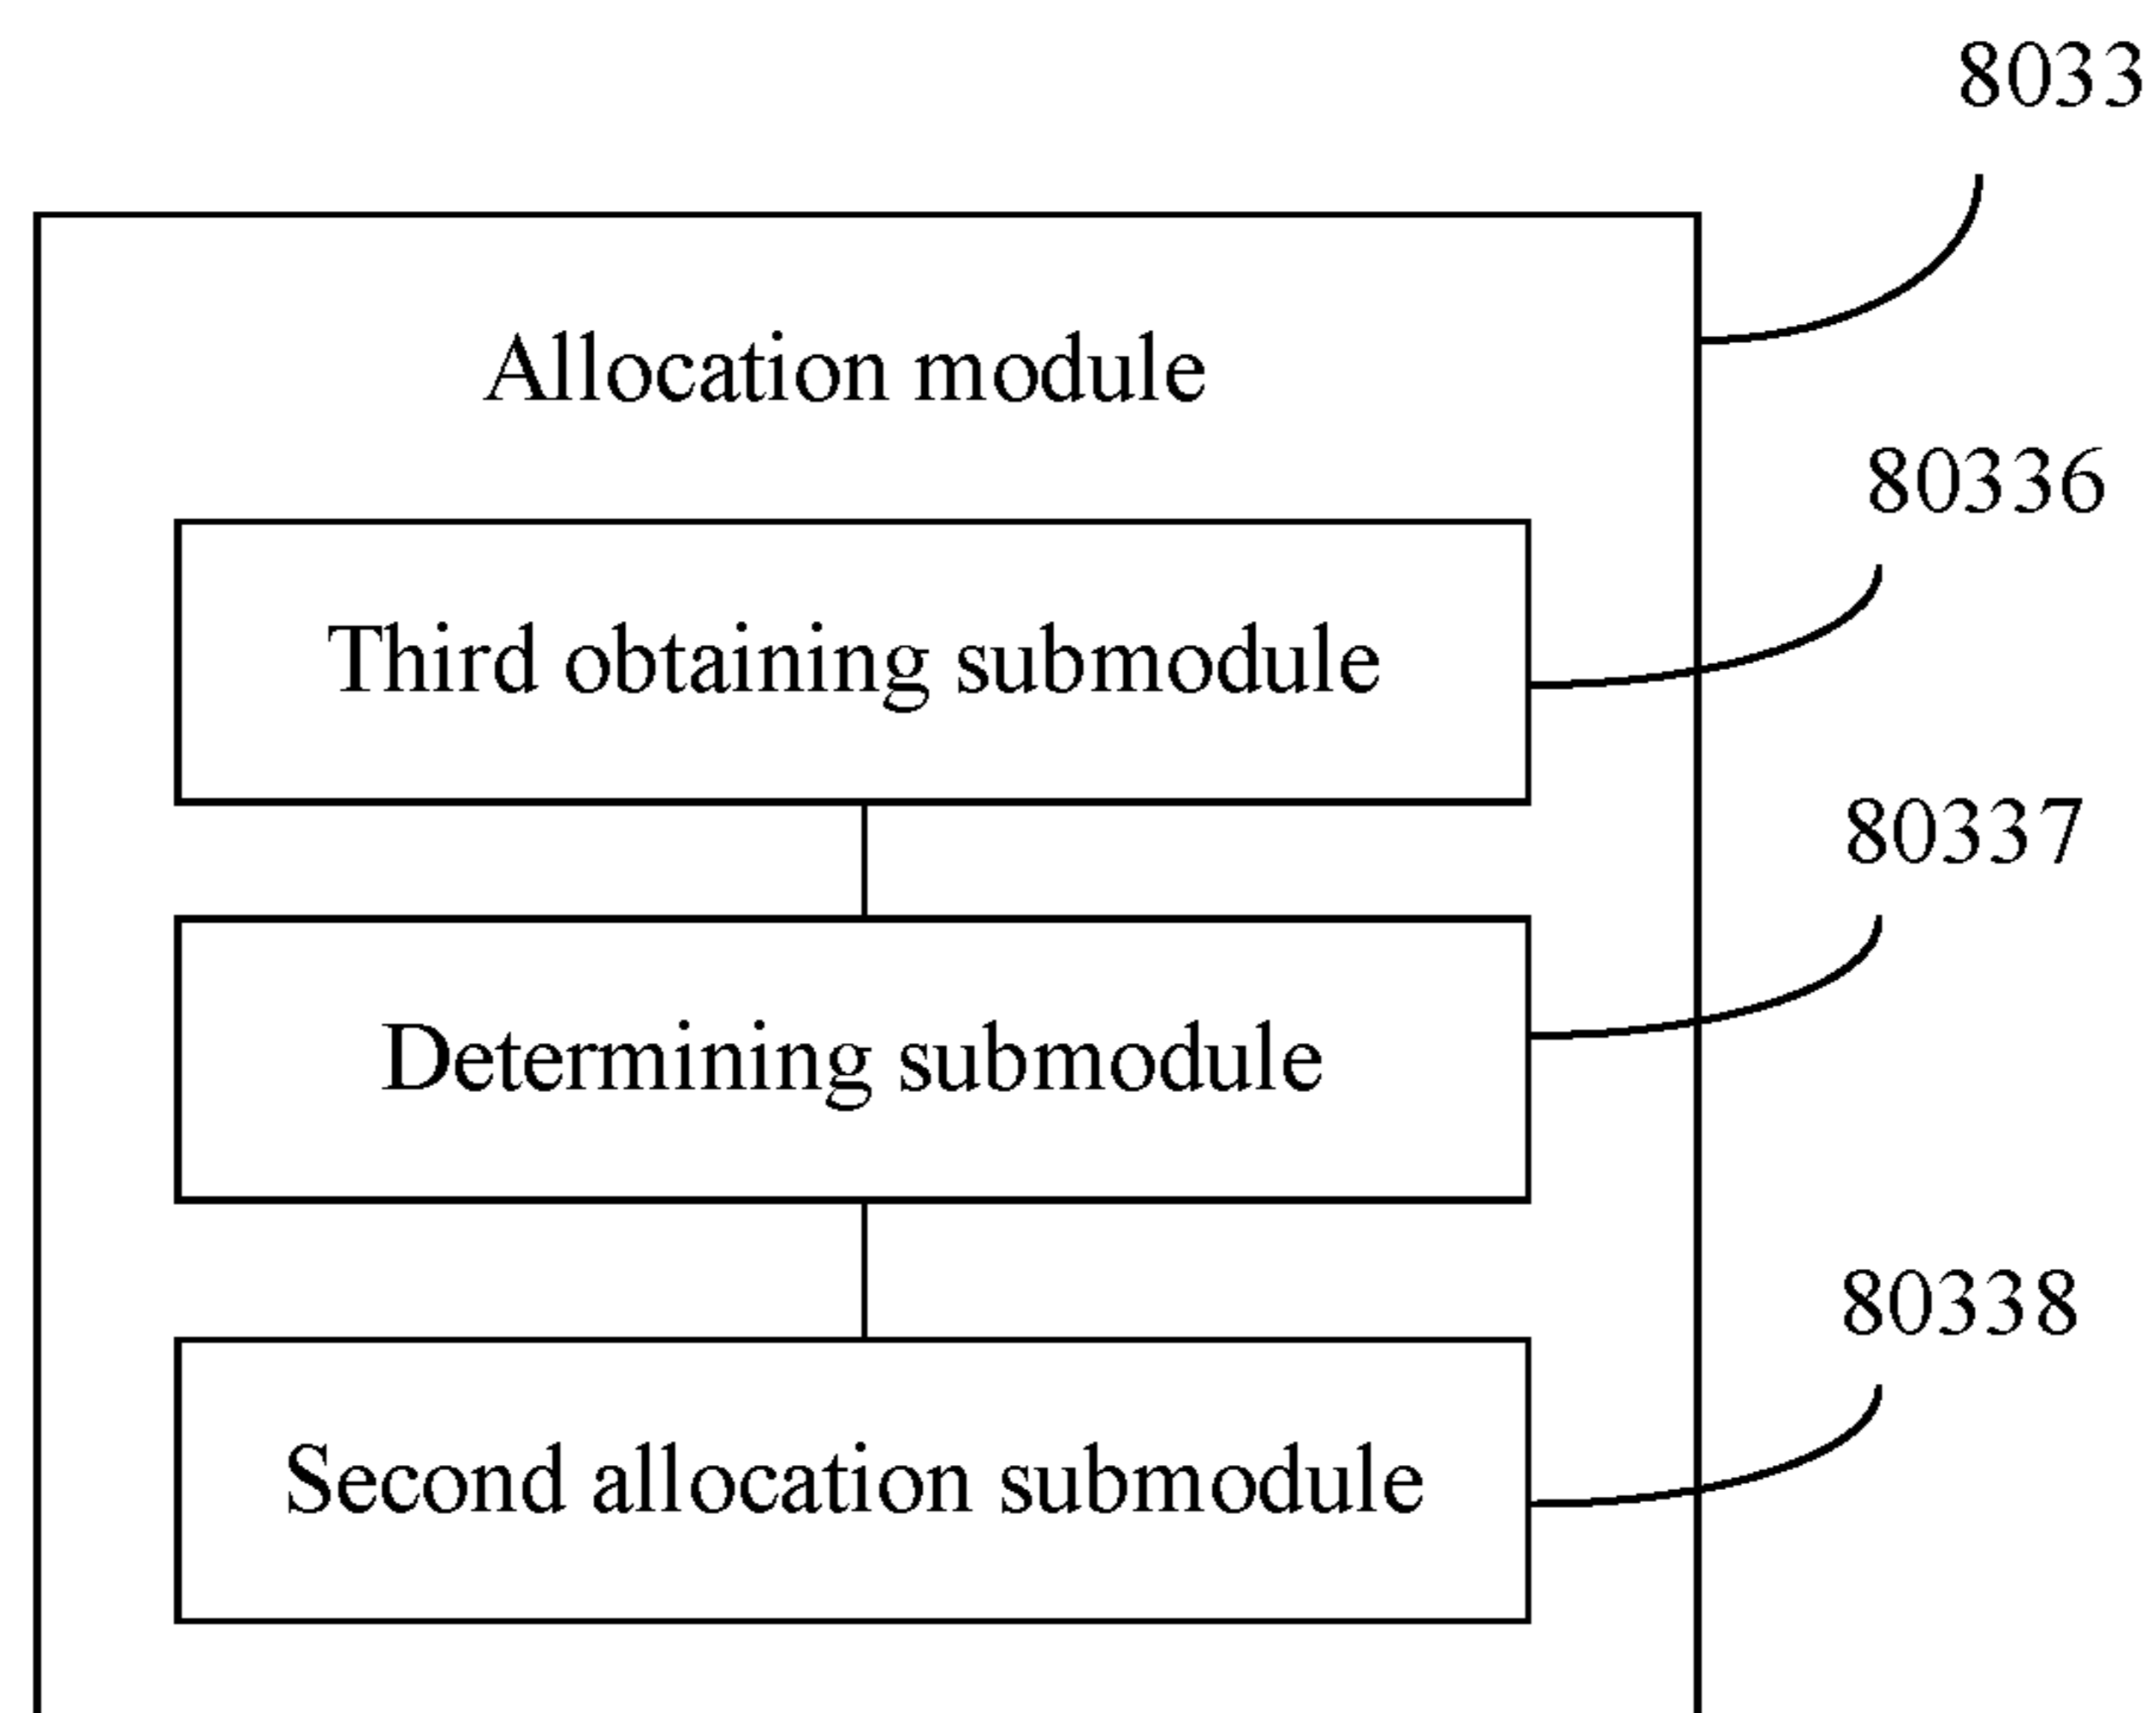 8033
Allocation module
80336
Third obtaining submodule
80337
Determining submodule
80338
Second allocation submodule